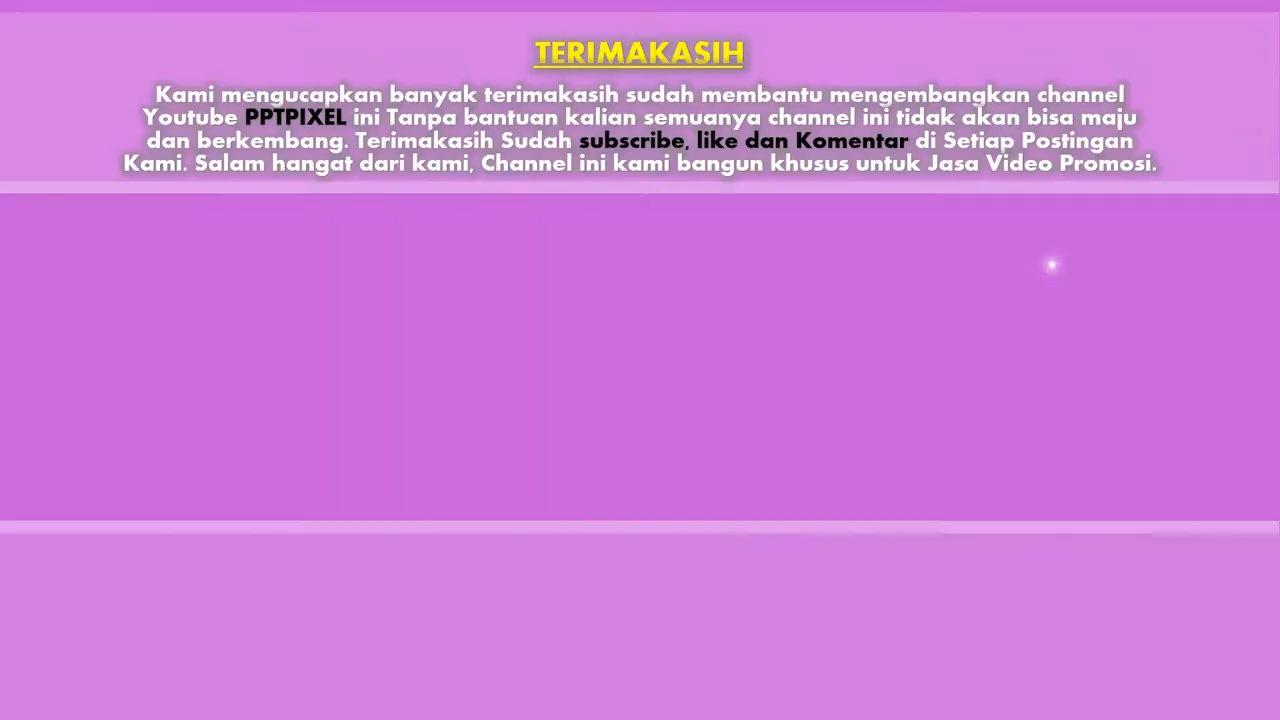 TERIMAKASIH
Kami mengucapkan banyak terimakasih sudah membantu mengembangkan channel
Youtube PPTPIXEL ini Tanpa bantuan kalian semuanya channel ini tidak akan bisa maju
dan berkembang. Terimakasih Sudah subscribe, like dan Komentar di Setiap Postingan
Kami. Salam hangat dari kami, Channel ini kami bangun khusus untuk Jasa Video Promosi.